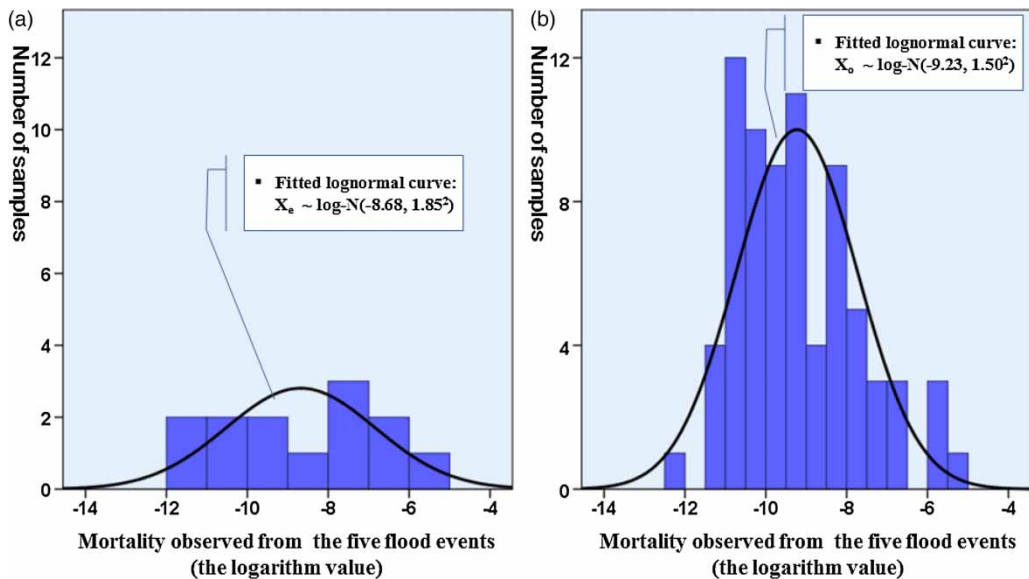 (a)
Number of samples
12
10
8
6
4
2
0
▪ Fitted lognormal curve:
Xₑ ~ log-N(-8.68, 1.85²)
-14 -12 -10 -8 -6 -4
Mortality observed from the five flood events
(the logarithm value)
(b)
Number of samples
12
8
4
0
▪ Fitted lognormal curve:
Xₒ ~ log-N(-9.23, 1.50²)
-14 -12 -10 -8 -6 -4
Mortality observed from the five flood events
(the logarithm value)